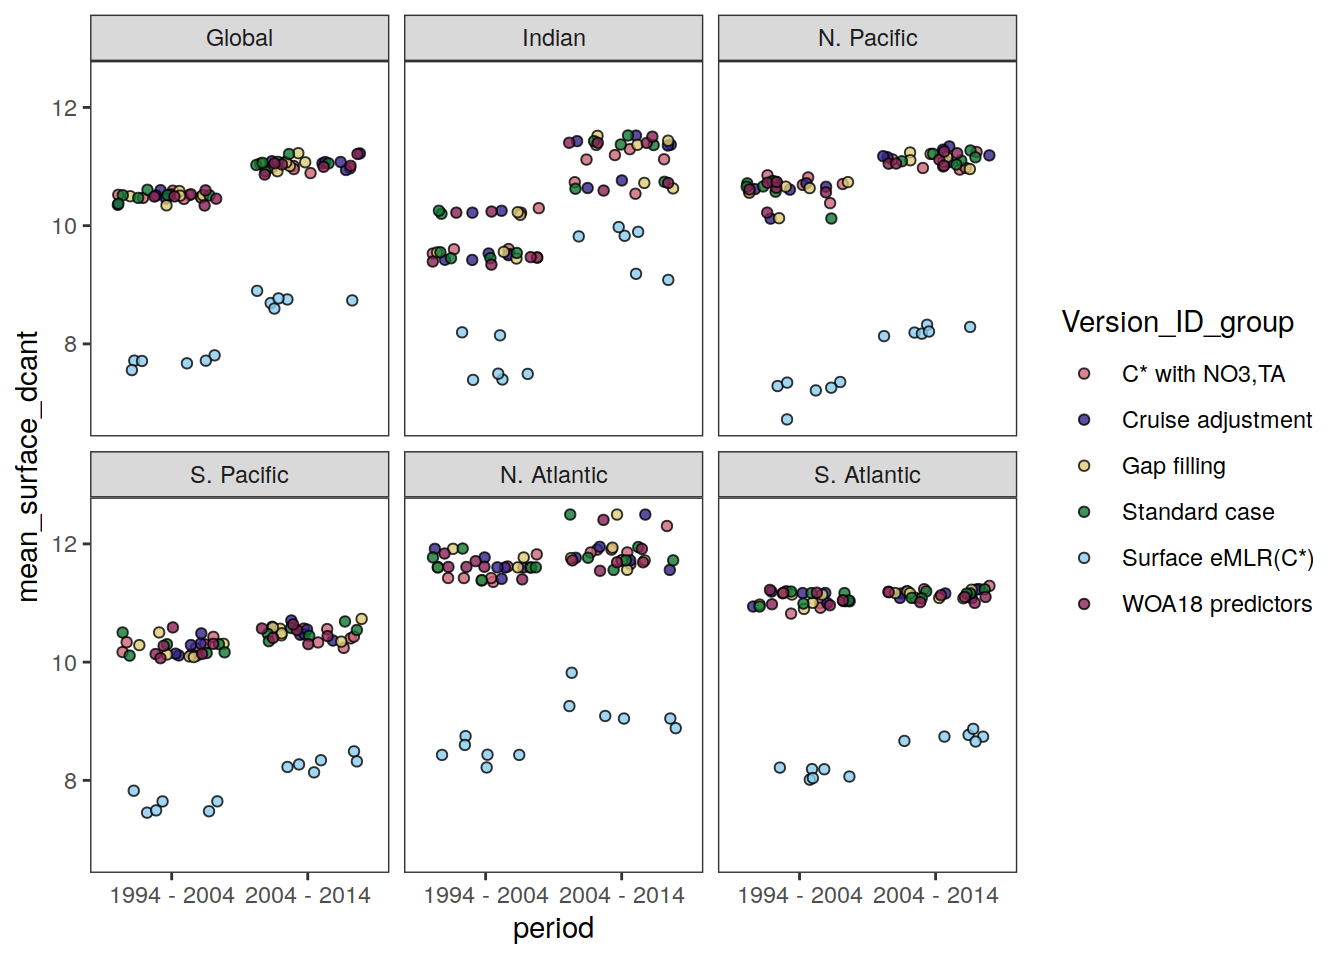 Global
Indian
N. Pacific
12
10
8
S. Pacific
N. Atlantic
S. Atlantic
12
10
8
1994 - 2004
2004 - 2014
1994 - 2004
2004 - 2014
1994 - 2004
2004 - 2014
period
mean_surface_dcant
Version_ID_group
C* with NO3,TA
Cruise adjustment
Gap filling
Standard case
Surface eMLR(C*)
WOA18 predictors